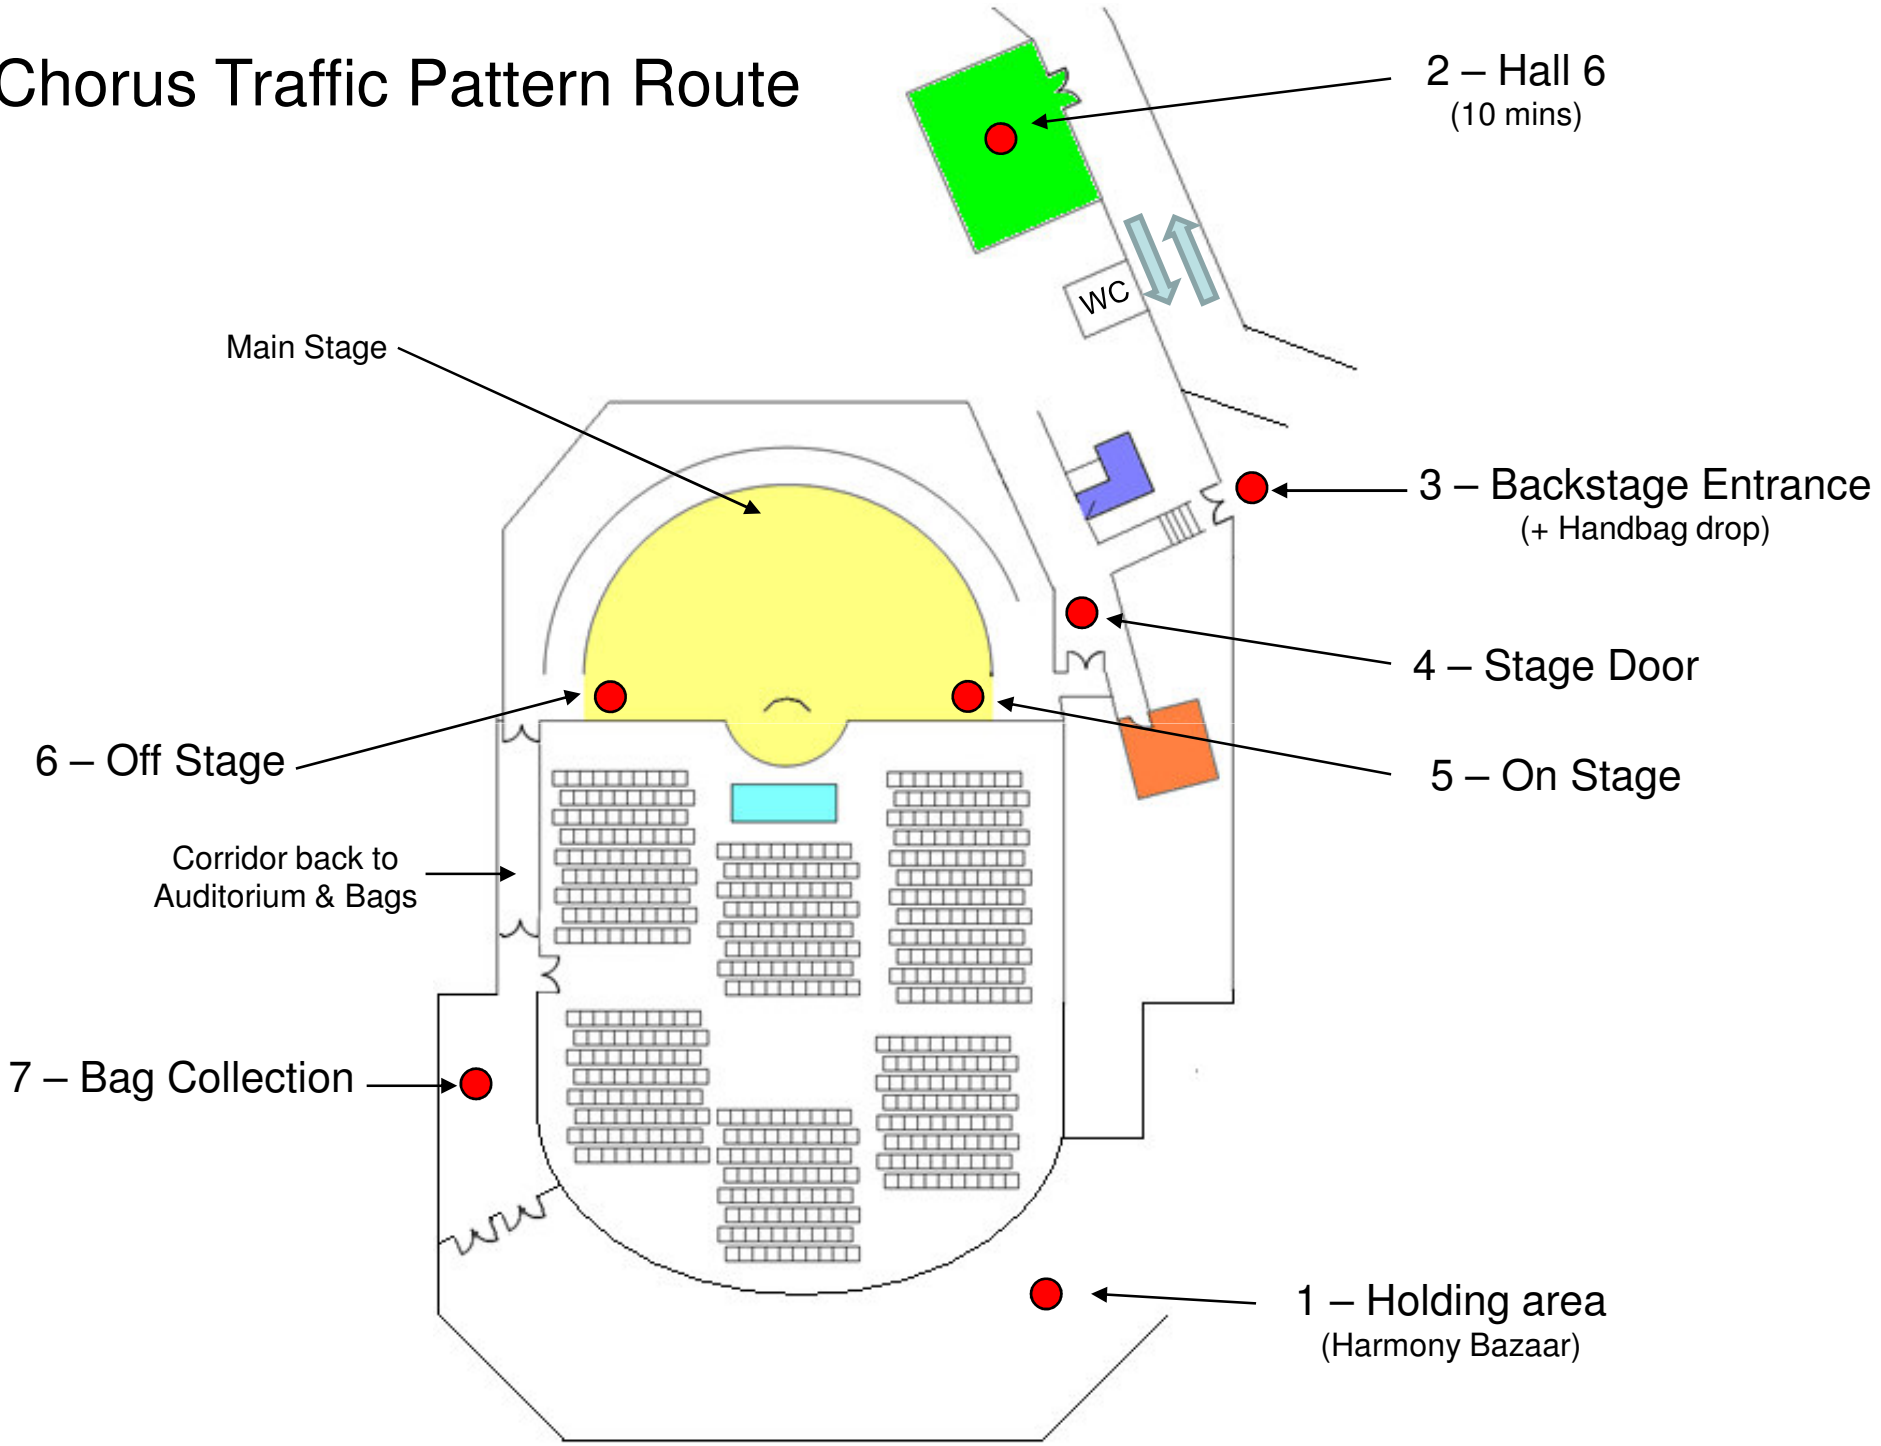 Chorus Traffic Pattern Route
2 – Hall 6
(10 mins)
WC
Main Stage
3 – Backstage Entrance
(+ Handbag drop)
4 – Stage Door
6 – Off Stage
5 – On Stage
Corridor back to
Auditorium & Bags
7 – Bag Collection
1 – Holding area
(Harmony Bazaar)